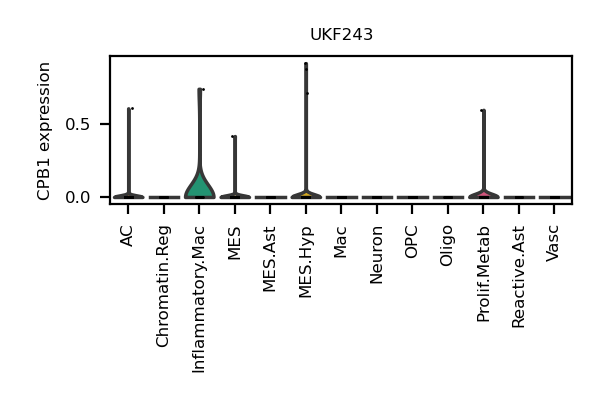 UKF243
CPB1 expression
0.5
0.0
AC
Chromatin.Reg
Inflammatory.Mac
MES
MES.Ast
MES.Hyp
Mac
Neuron
OPC
Oligo
Prolif.Metab
Reactive.Ast
Vasc